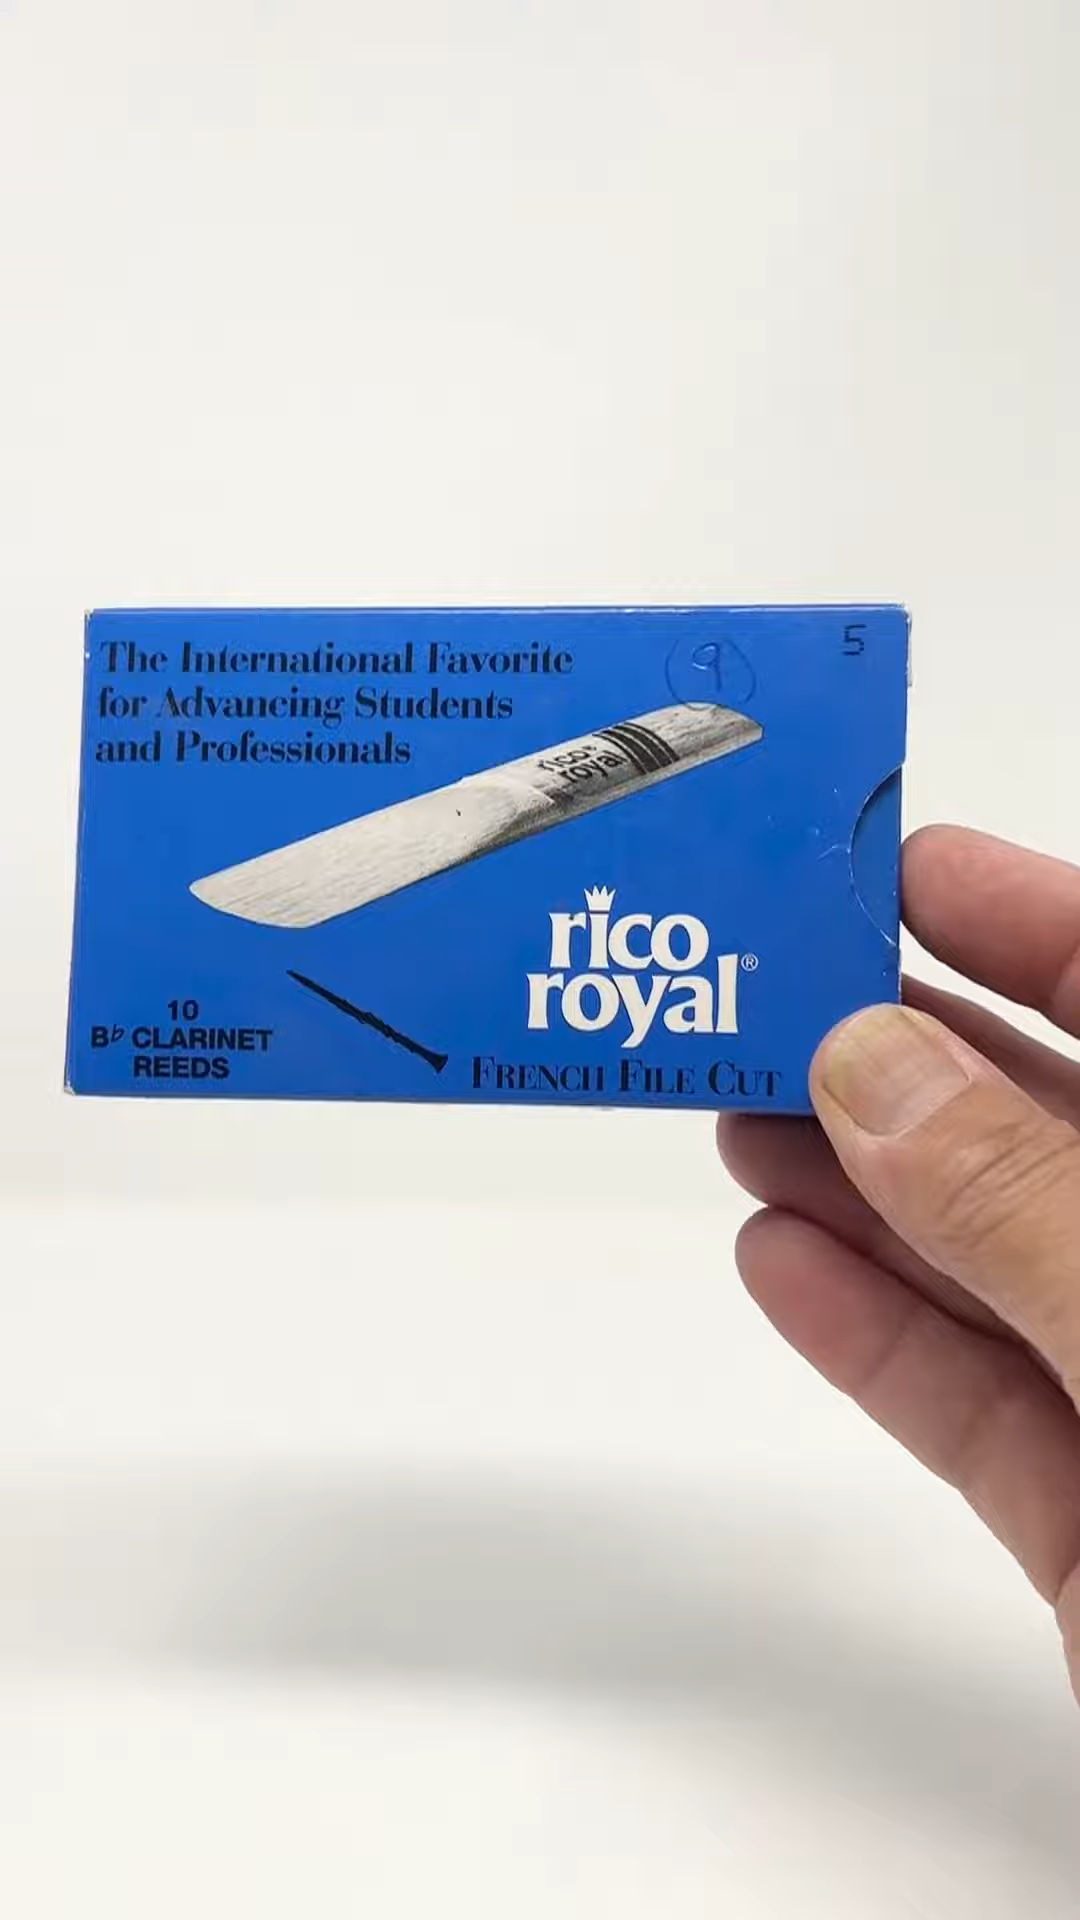 The International Favorite
for Advancing Students
and Professionals
9
5
rico®
royal
rico
royal®
10
B♭ CLARINET
REEDS
FRENCH FILE CUT